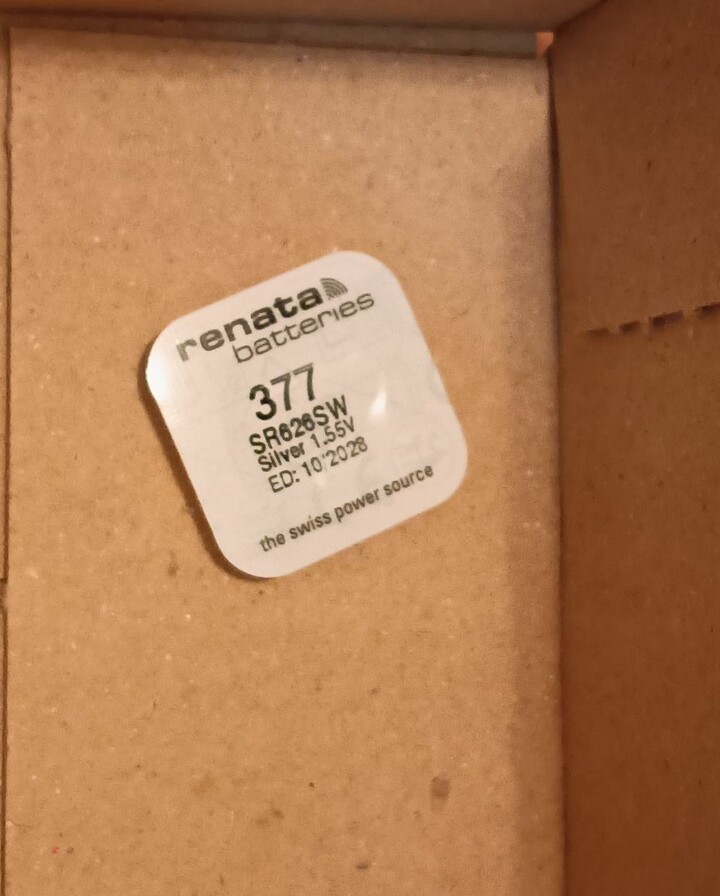 renata
batteries
377
SR626SW
Silver 1.55V
ED: 10'2028
the swiss power source